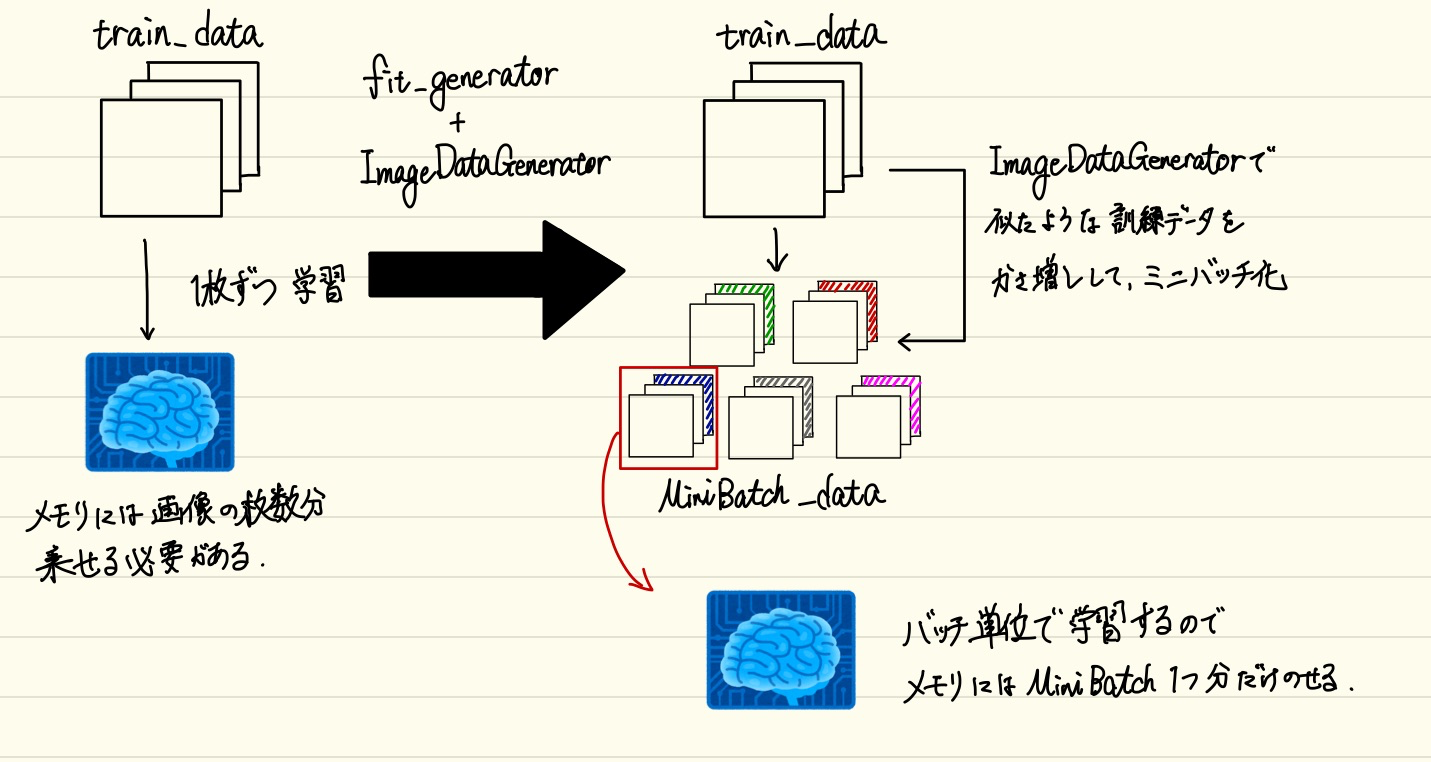 train_data
1枚ずつ 学習
メモリには画像の枚数分
乗せる必要がある.
fit_generator
+
ImageDataGenerator
train_data
ImageDataGeneratorで
似たような訓練データを
かさ増しして, ミニバッチ化
MiniBatch_data
バッチ単位で学習するので
メモリにはMiniBatch 1つ分だけのせる.